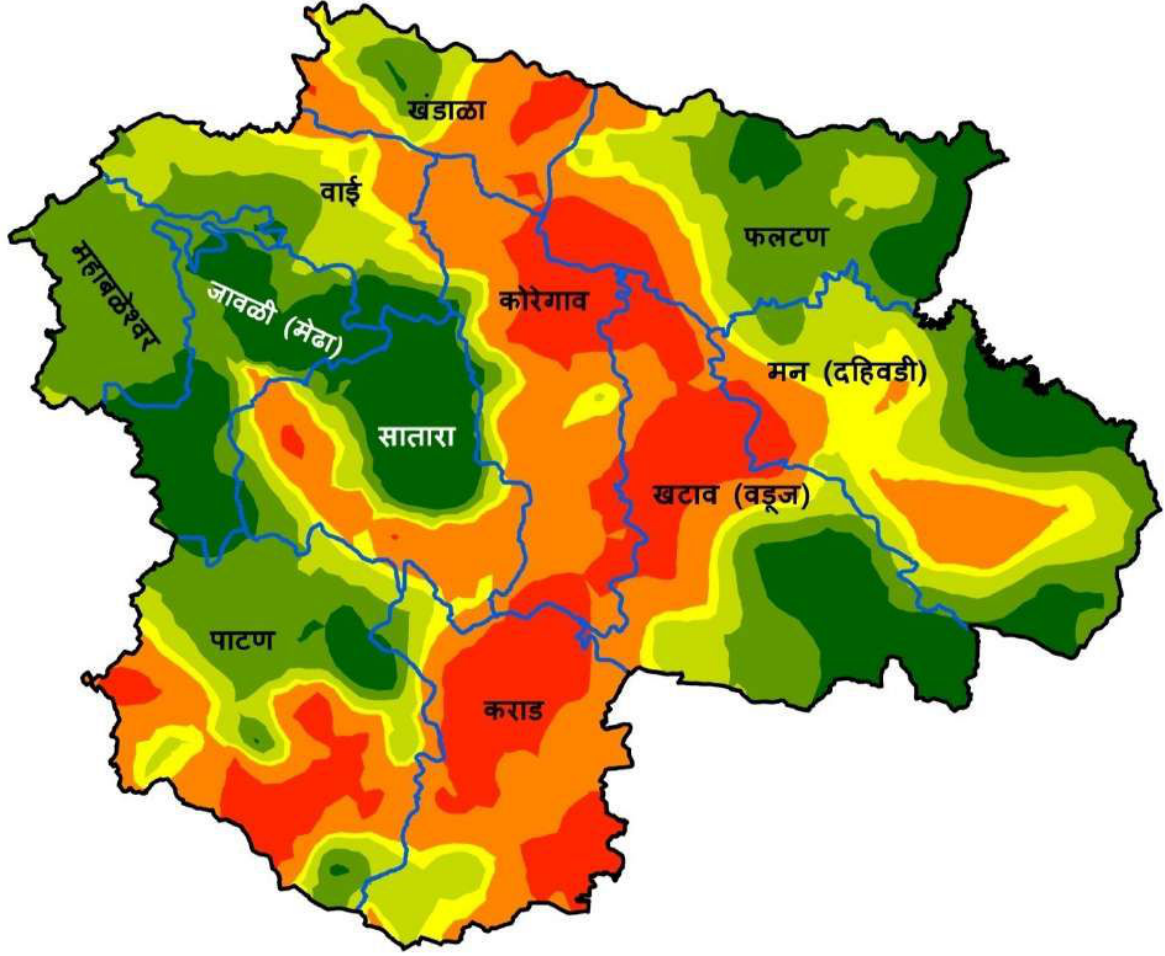 खंडाळा
वाई
महाबळेश्वर
जावळी (मेढा)
फलटण
कोरेगाव
मन (दहिवडी)
सातारा
खटाव (वडूज)
पाटण
कराड